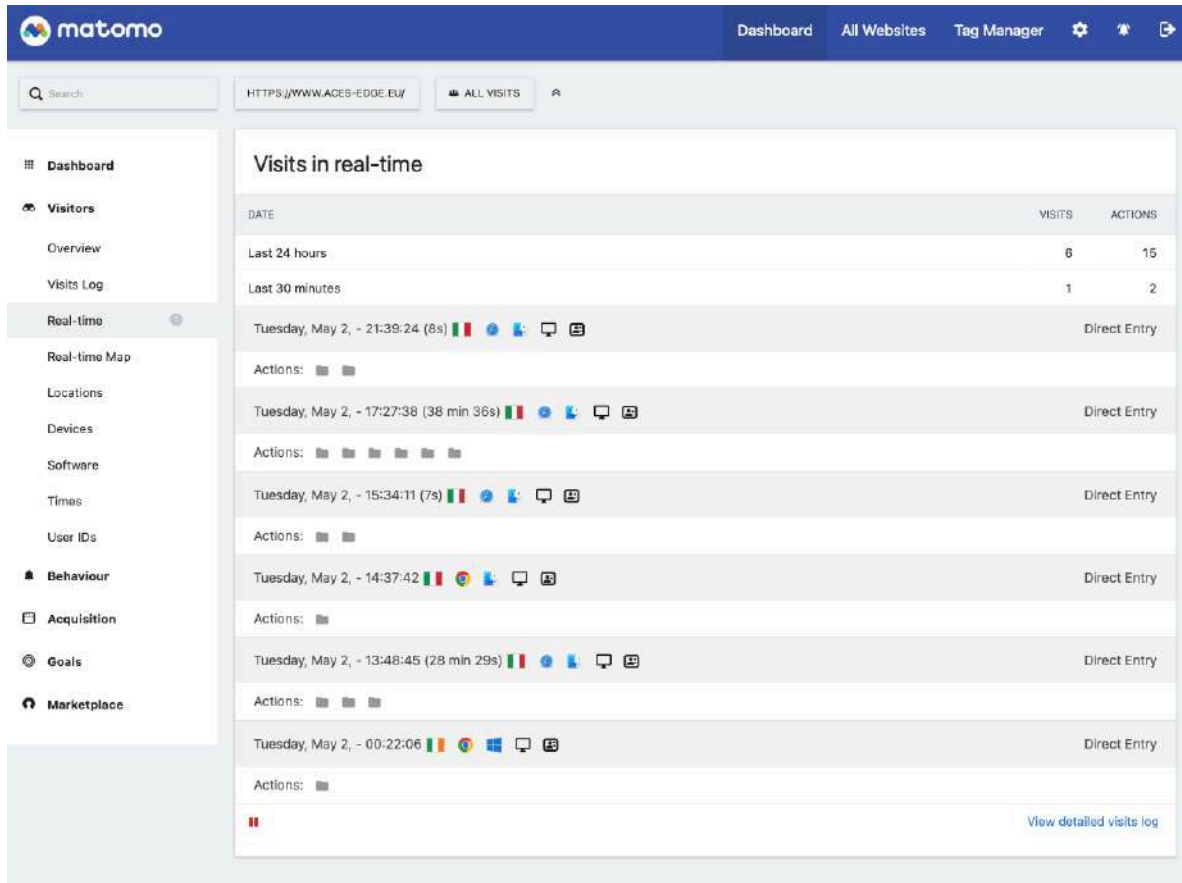 matomo
Dashboard All Websites Tag Manager
Search
HTTPS://WWW.ACES-EDGE.EU/ ALL VISITS
Dashboard
Visitors
Overview
Visits Log
Real-time
Real-time Map
Locations
Devices
Software
Times
User IDs
Behaviour
Acquisition
Goals
Marketplace
Visits in real-time
DATE VISITS ACTIONS
Last 24 hours 6 15
Last 30 minutes 1 2
Tuesday, May 2, - 21:39:24 (8s) Direct Entry
Actions:
Tuesday, May 2, - 17:27:38 (38 min 36s) Direct Entry
Actions:
Tuesday, May 2, - 15:34:11 (7s) Direct Entry
Actions:
Tuesday, May 2, - 14:37:42 Direct Entry
Actions:
Tuesday, May 2, - 13:48:45 (28 min 29s) Direct Entry
Actions:
Tuesday, May 2, - 00:22:06 Direct Entry
Actions:
View detailed visits log